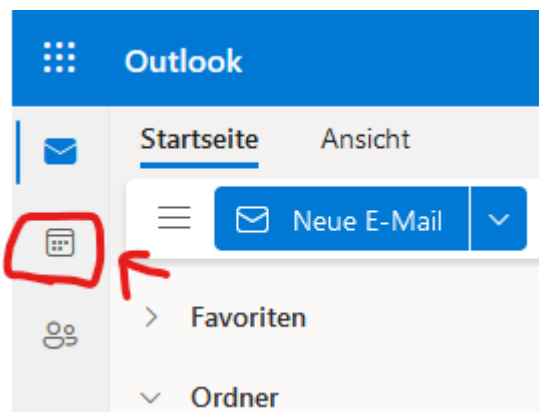 Outlook
Startseite Ansicht
Neue E-Mail
Favoriten
Ordner